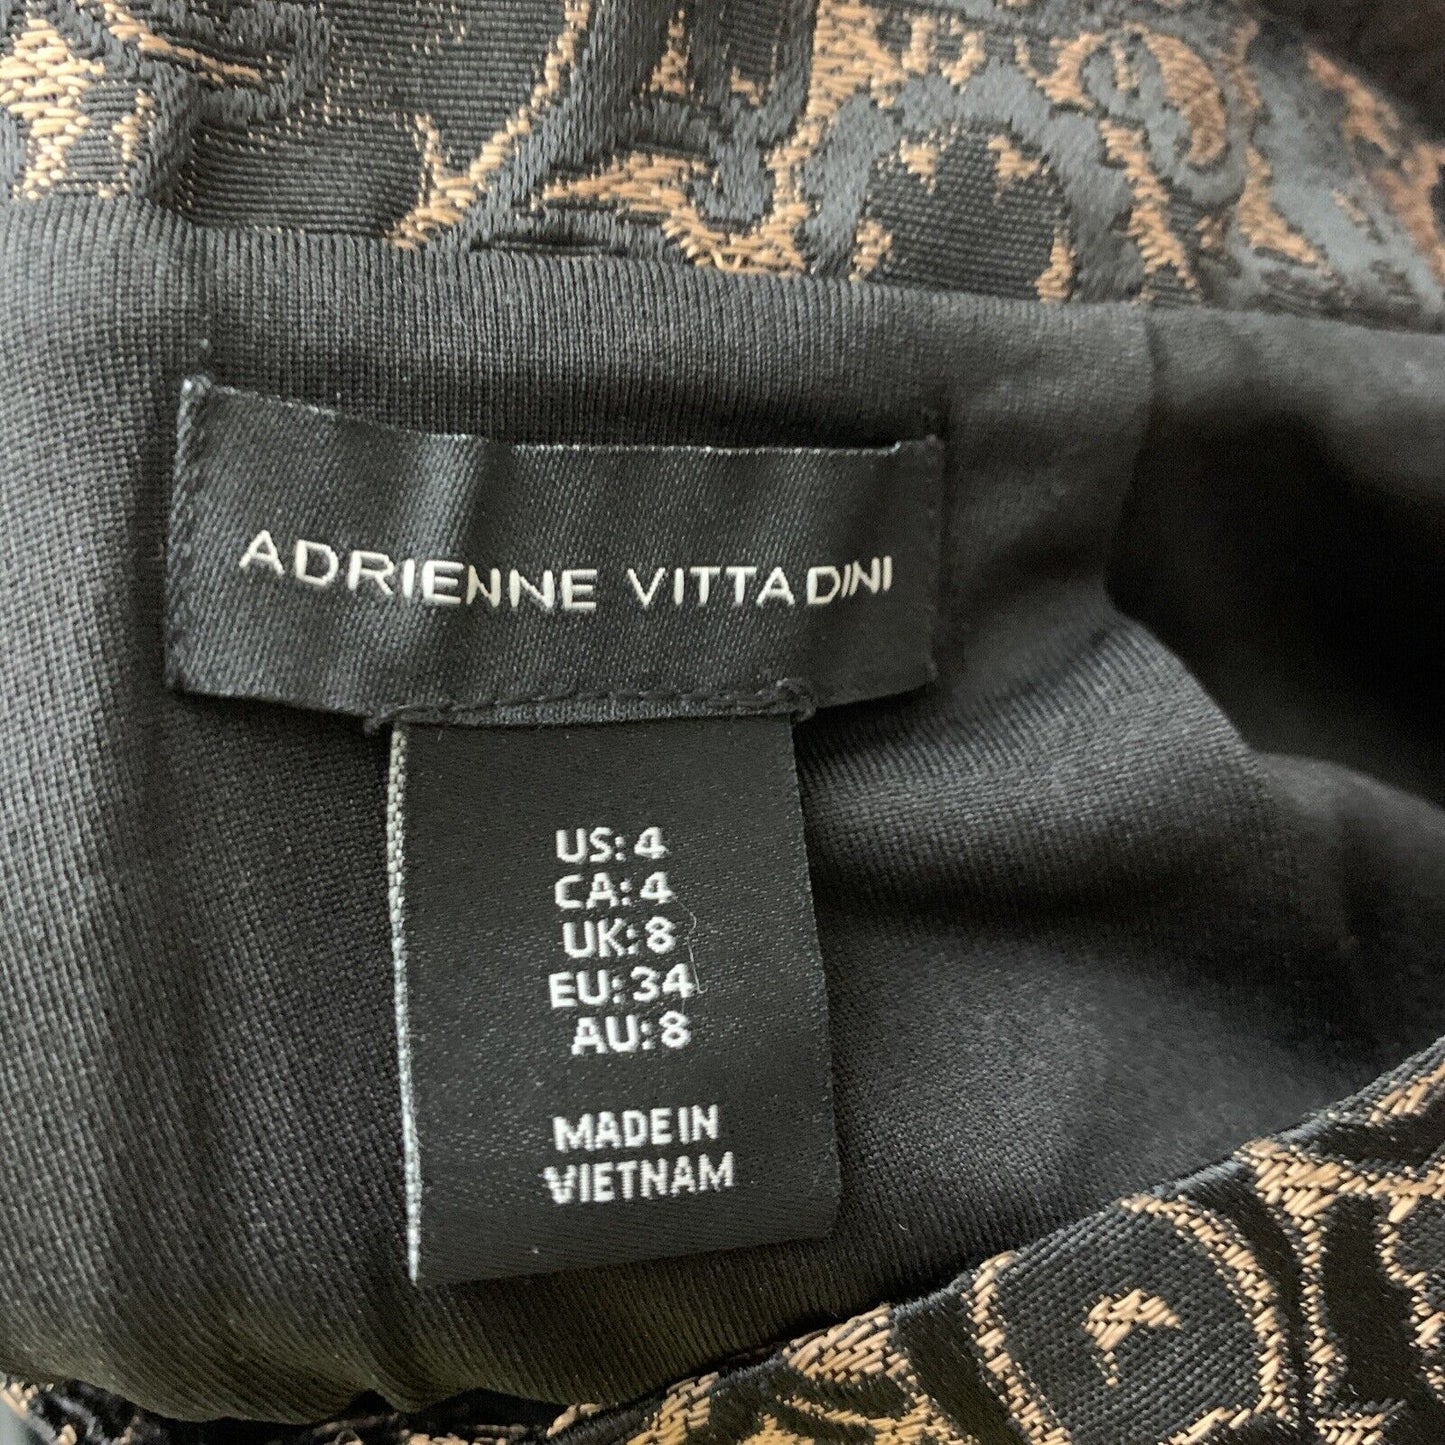 ADRIENNE VITTADINI
US: 4
CA: 4
UK: 8
EU: 34
AU: 8
MADE IN
VIETNAM